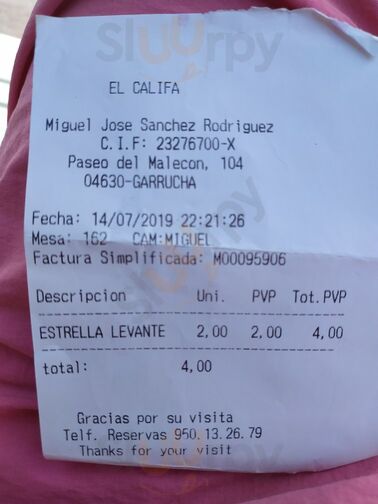 Sluurpy
EL CALIFA
Miguel Jose Sanchez Rodriguez
C.I.F: 23276700-X
Paseo del Malecon, 104
04630-GARRUCHA
Fecha: 14/07/2019 22:21:26
Mesa: 162 CAM:MIGUEL
Factura Simplificada: M00095906
Descripcion Uni. PVP Tot.PVP
ESTRELLA LEVANTE 2,00 2,00 4,00
total: 4,00
Gracias por su visita
Telf. Reservas 950.13.26.79
Thanks for your visit